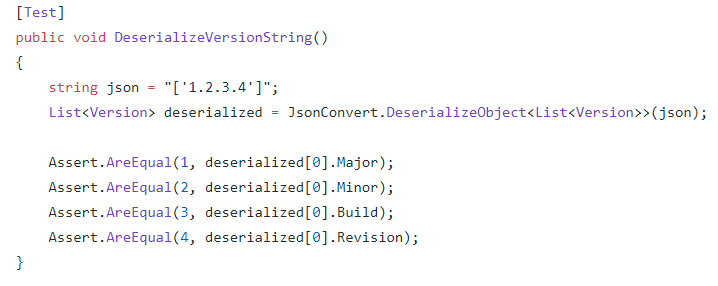 [Test]
public void DeserializeVersionString()
{
    string json = "['1.2.3.4']";
    List<Version> deserialized = JsonConvert.DeserializeObject<List<Version>>(json);

    Assert.AreEqual(1, deserialized[0].Major);
    Assert.AreEqual(2, deserialized[0].Minor);
    Assert.AreEqual(3, deserialized[0].Build);
    Assert.AreEqual(4, deserialized[0].Revision);
}